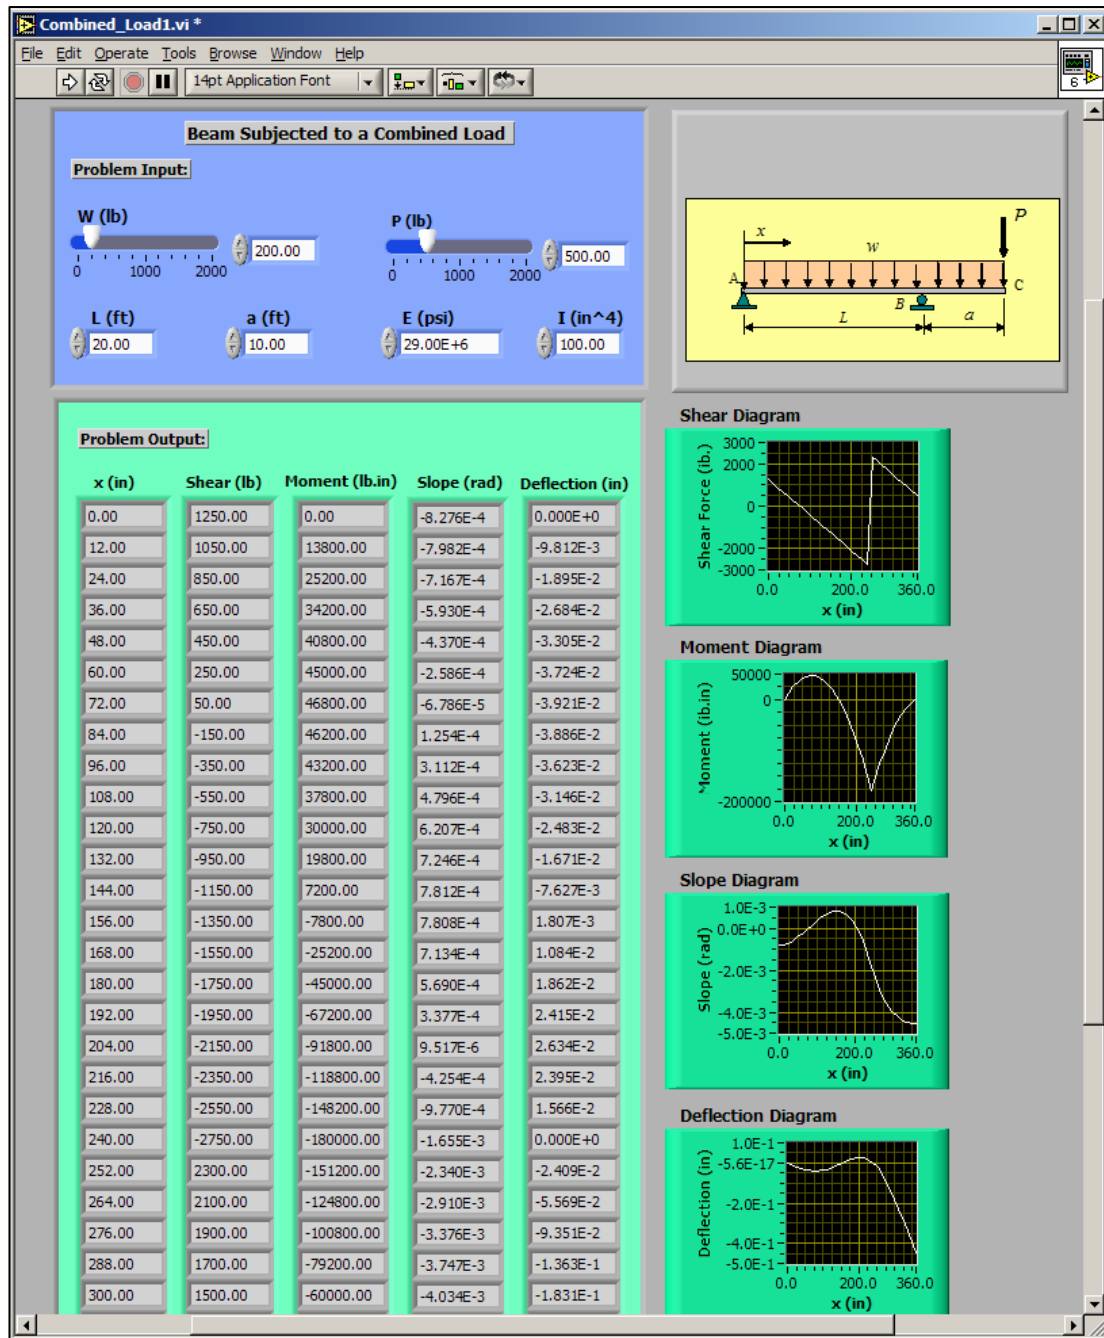 Combined_Load1.vi *
File Edit Operate Tools Browse Window Help
14pt Application Font
6
Beam Subjected to a Combined Load
Problem Input:
W (lb)
0 1000 2000
200.00
P (lb)
0 1000 2000
500.00
L (ft)
20.00
a (ft)
10.00
E (psi)
29.00E+6
I (in^4)
100.00
P
x
w
A
B
C
L
a
Problem Output:
x (in) Shear (lb) Moment (lb.in) Slope (rad) Deflection (in)
0.00 1250.00 0.00 -8.276E-4 0.000E+0
12.00 1050.00 13800.00 -7.982E-4 -9.812E-3
24.00 850.00 25200.00 -7.167E-4 -1.895E-2
36.00 650.00 34200.00 -5.930E-4 -2.684E-2
48.00 450.00 40800.00 -4.370E-4 -3.305E-2
60.00 250.00 45000.00 -2.586E-4 -3.724E-2
72.00 50.00 46800.00 -6.786E-5 -3.921E-2
84.00 -150.00 46200.00 1.254E-4 -3.886E-2
96.00 -350.00 43200.00 3.112E-4 -3.623E-2
108.00 -550.00 37800.00 4.796E-4 -3.146E-2
120.00 -750.00 30000.00 6.207E-4 -2.483E-2
132.00 -950.00 19800.00 7.246E-4 -1.671E-2
144.00 -1150.00 7200.00 7.812E-4 -7.627E-3
156.00 -1350.00 -7800.00 7.808E-4 1.807E-3
168.00 -1550.00 -25200.00 7.134E-4 1.084E-2
180.00 -1750.00 -45000.00 5.690E-4 1.862E-2
192.00 -1950.00 -67200.00 3.377E-4 2.415E-2
204.00 -2150.00 -91800.00 9.517E-6 2.634E-2
216.00 -2350.00 -118800.00 -4.254E-4 2.395E-2
228.00 -2550.00 -148200.00 -9.770E-4 1.566E-2
240.00 -2750.00 -180000.00 -1.655E-3 0.000E+0
252.00 2300.00 -151200.00 -2.340E-3 -2.409E-2
264.00 2100.00 -124800.00 -2.910E-3 -5.569E-2
276.00 1900.00 -100800.00 -3.376E-3 -9.351E-2
288.00 1700.00 -79200.00 -3.747E-3 -1.363E-1
300.00 1500.00 -60000.00 -4.034E-3 -1.831E-1
Shear Diagram
Shear Force (ib.)
3000
2000
0
-2000
-3000
0.0 200.0 360.0
x (in)
Moment Diagram
Moment (ib.in)
50000
0
-200000
0.0 200.0 360.0
x (in)
Slope Diagram
Slope (rad)
1.0E-3
0.0E+0
-2.0E-3
-4.0E-3
-5.0E-3
0.0 200.0 360.0
x (in)
Deflection Diagram
Deflection (in)
1.0E-1
-5.6E-17
-2.0E-1
-4.0E-1
-5.0E-1
0.0 200.0 360.0
x (in)